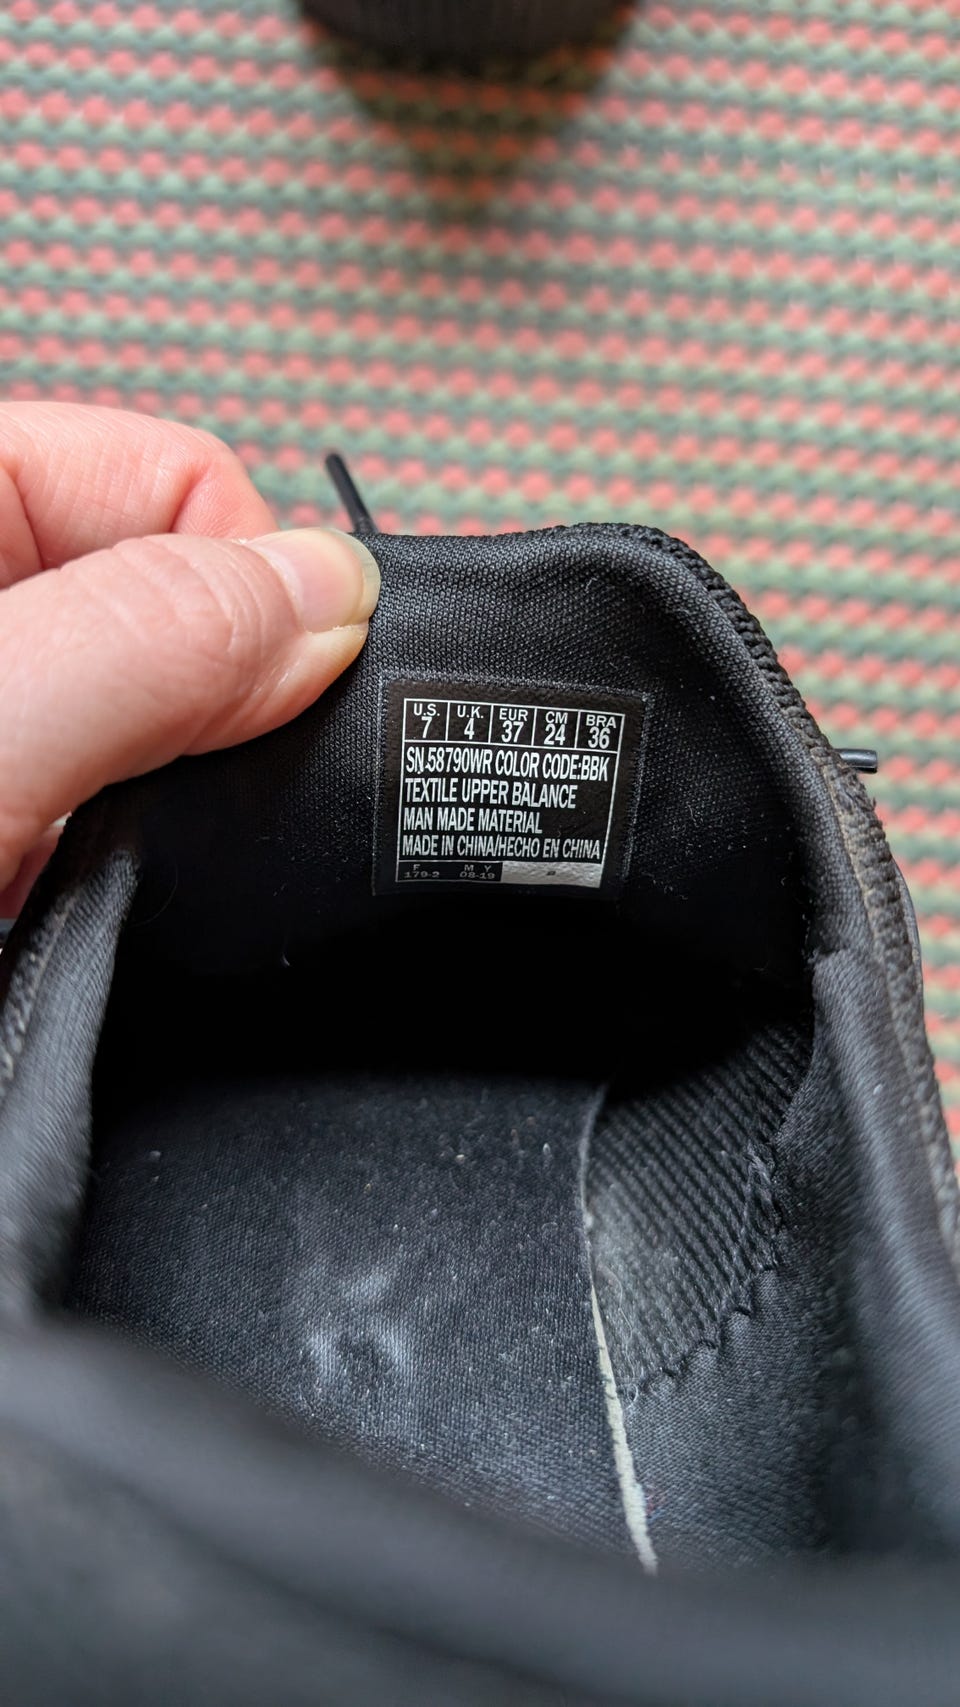 U.S. U.K. EUR CM BRA
7 4 37 24 36
SN.58790WR COLOR CODE:BBK
TEXTILE UPPER BALANCE
MAN MADE MATERIAL
MADE IN CHINA/HECHO EN CHINA
F M Y
179-2 08-19